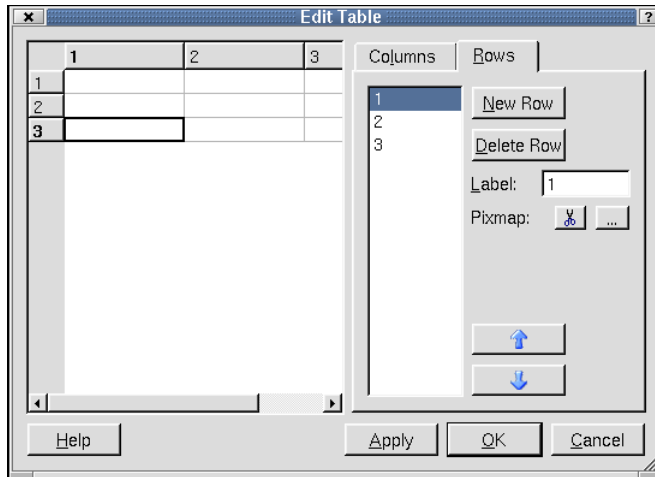 Edit Table
?
1 2 3
1
2
3
Columns Rows
1
2
3
New Row
Delete Row
Label: 1
Pixmap: ...
Help Apply OK Cancel